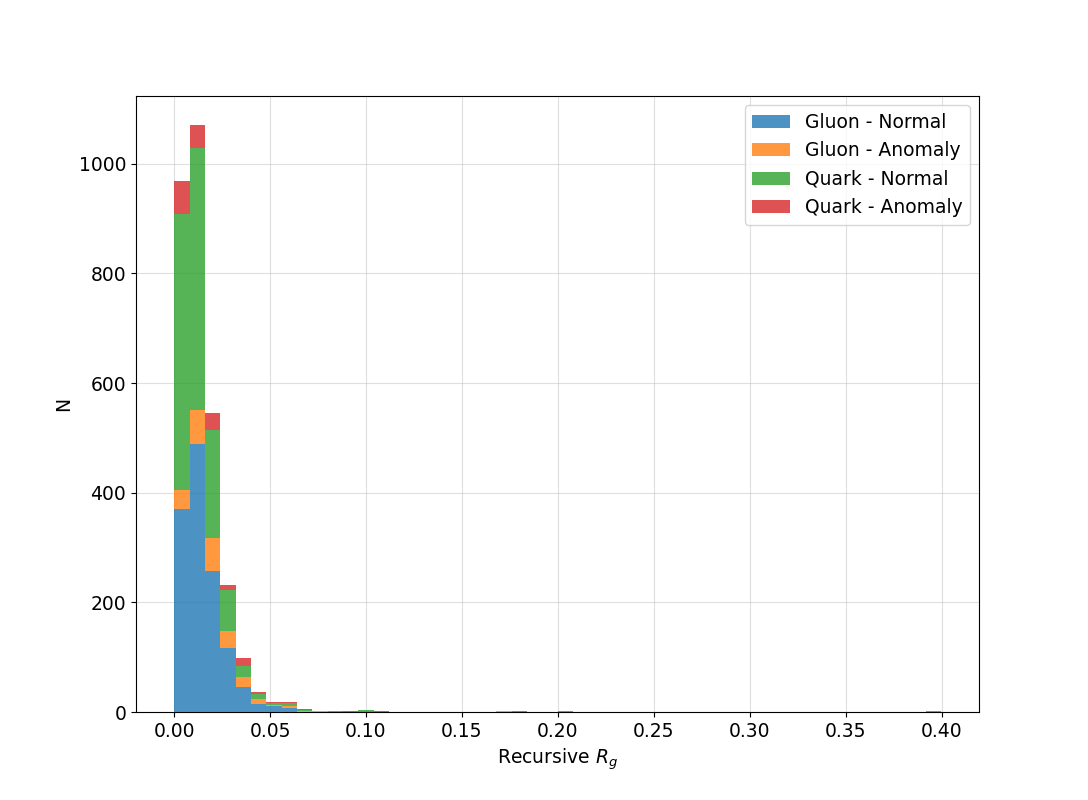 Gluon - Normal
Gluon - Anomaly
Quark - Normal
Quark - Anomaly
1000
800
600
400
200
0
N
0.00 0.05 0.10 0.15 0.20 0.25 0.30 0.35 0.40
Recursive R_g